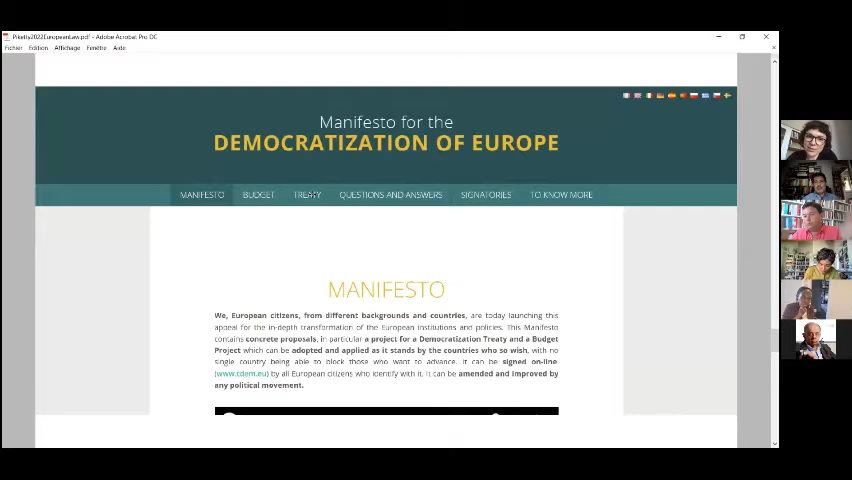 Piketty2022EuropeanLaw.pdf - Adobe Acrobat Pro DC
Fichier Edition Affichage Fenêtre Aide
Manifesto for the
DEMOCRATIZATION OF EUROPE
MANIFESTO BUDGET TREATY QUESTIONS AND ANSWERS SIGNATORIES TO KNOW MORE
MANIFESTO
We, European citizens, from different backgrounds and countries, are today launching this
appeal for the in-depth transformation of the European institutions and policies. This Manifesto
contains concrete proposals, in particular a project for a Democratization Treaty and a Budget
Project which can be adopted and applied as it stands by the countries who so wish, with no
single country being able to block those who want to advance. It can be signed on-line
(www.tdem.eu) by all European citizens who identify with it. It can be amended and improved by
any political movement.